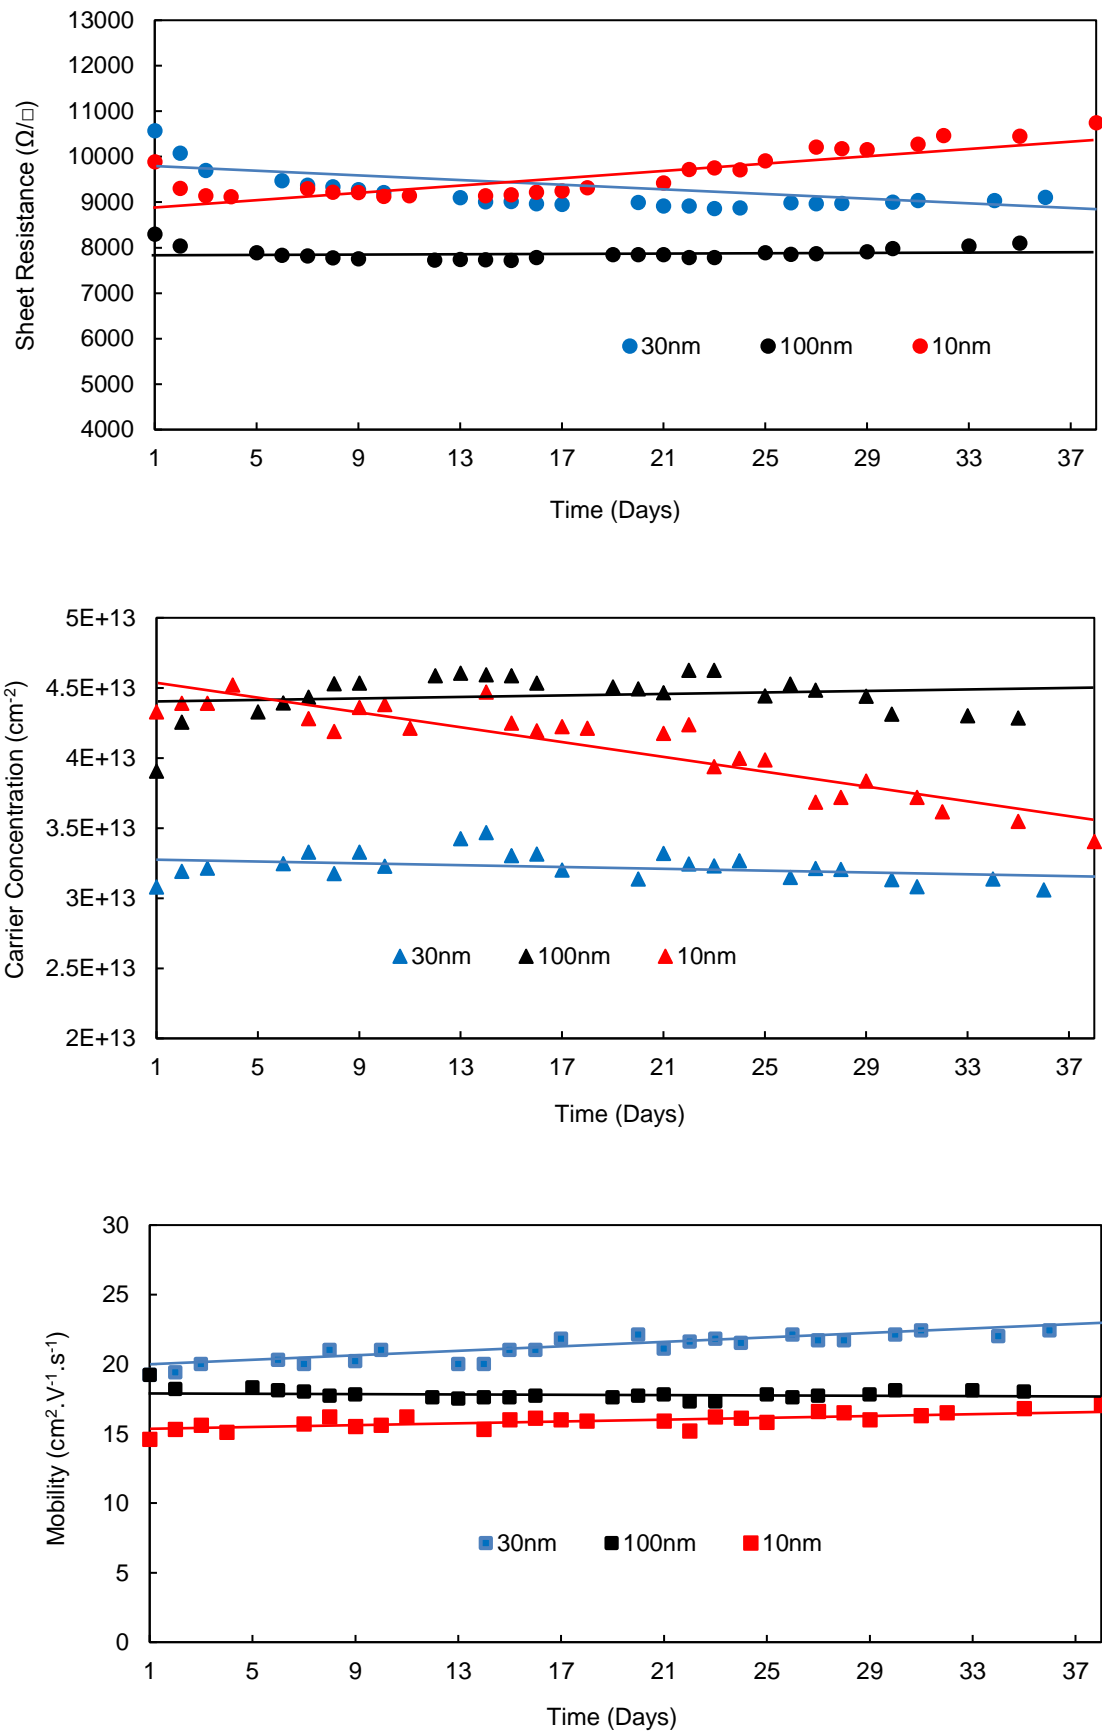 13000
12000
11000
10000
9000
8000
7000
6000
5000
4000
Sheet Resistance (Ω/□)
30nm 100nm 10nm
1 5 9 13 17 21 25 29 33 37
Time (Days)
5E+13
4.5E+13
4E+13
3.5E+13
3E+13
2.5E+13
2E+13
Carrier Concentration (cm⁻²)
30nm 100nm 10nm
1 5 9 13 17 21 25 29 33 37
Time (Days)
30
25
20
15
10
5
0
Mobility (cm².V⁻¹.s⁻¹)
30nm 100nm 10nm
1 5 9 13 17 21 25 29 33 37
Time (Days)